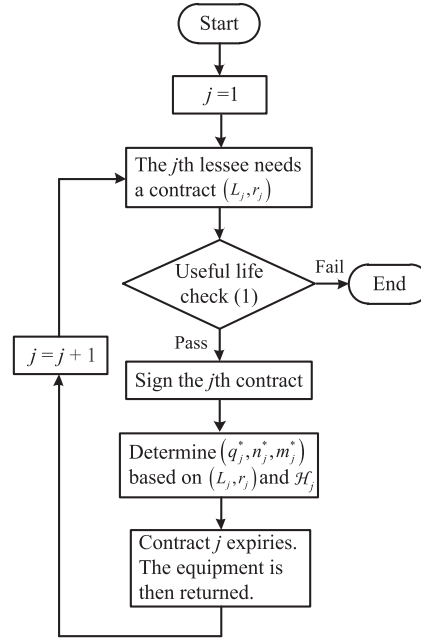 Start
j =1
The jth lessee needs
a contract (L_j, r_j)
Useful life
check (1)
Fail
End
Pass
j = j + 1
Sign the jth contract
Determine (q_j^*, n_j^*, m_j^*)
based on (L_j, r_j) and ℋ_j
Contract j expiries.
The equipment is
then returned.